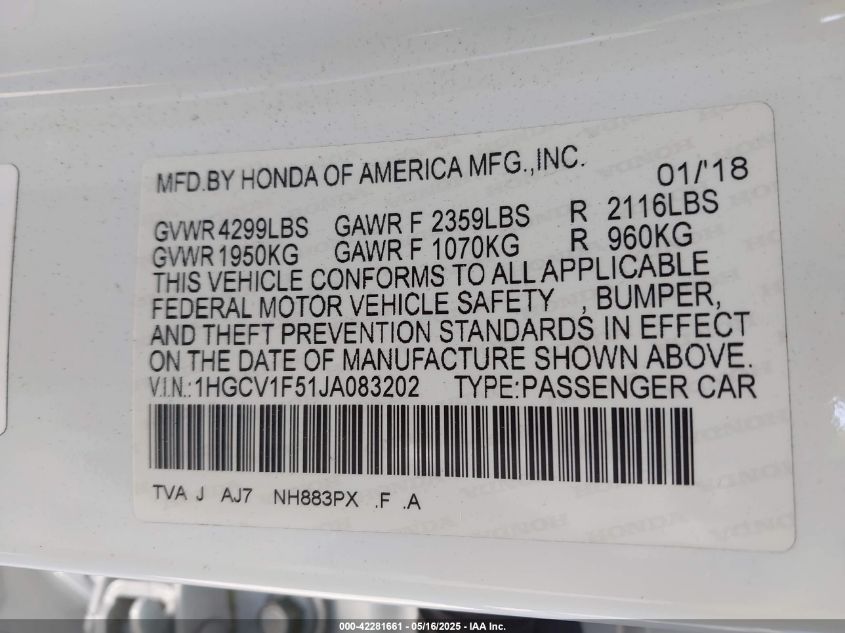 MFD.BY HONDA OF AMERICA MFG.,INC. 01/'18
GVWR 4299LBS GAWR F 2359LBS R 2116LBS
GVWR 1950KG GAWR F 1070KG R 960KG
THIS VEHICLE CONFORMS TO ALL APPLICABLE
FEDERAL MOTOR VEHICLE SAFETY , BUMPER,
AND THEFT PREVENTION STANDARDS IN EFFECT
ON THE DATE OF MANUFACTURE SHOWN ABOVE.
V.I.N.:1HGCV1F51JA083202 TYPE:PASSENGER CAR
TVA J AJ7 NH883PX .F .A
000-42281661 - 05/16/2025 - IAA Inc.